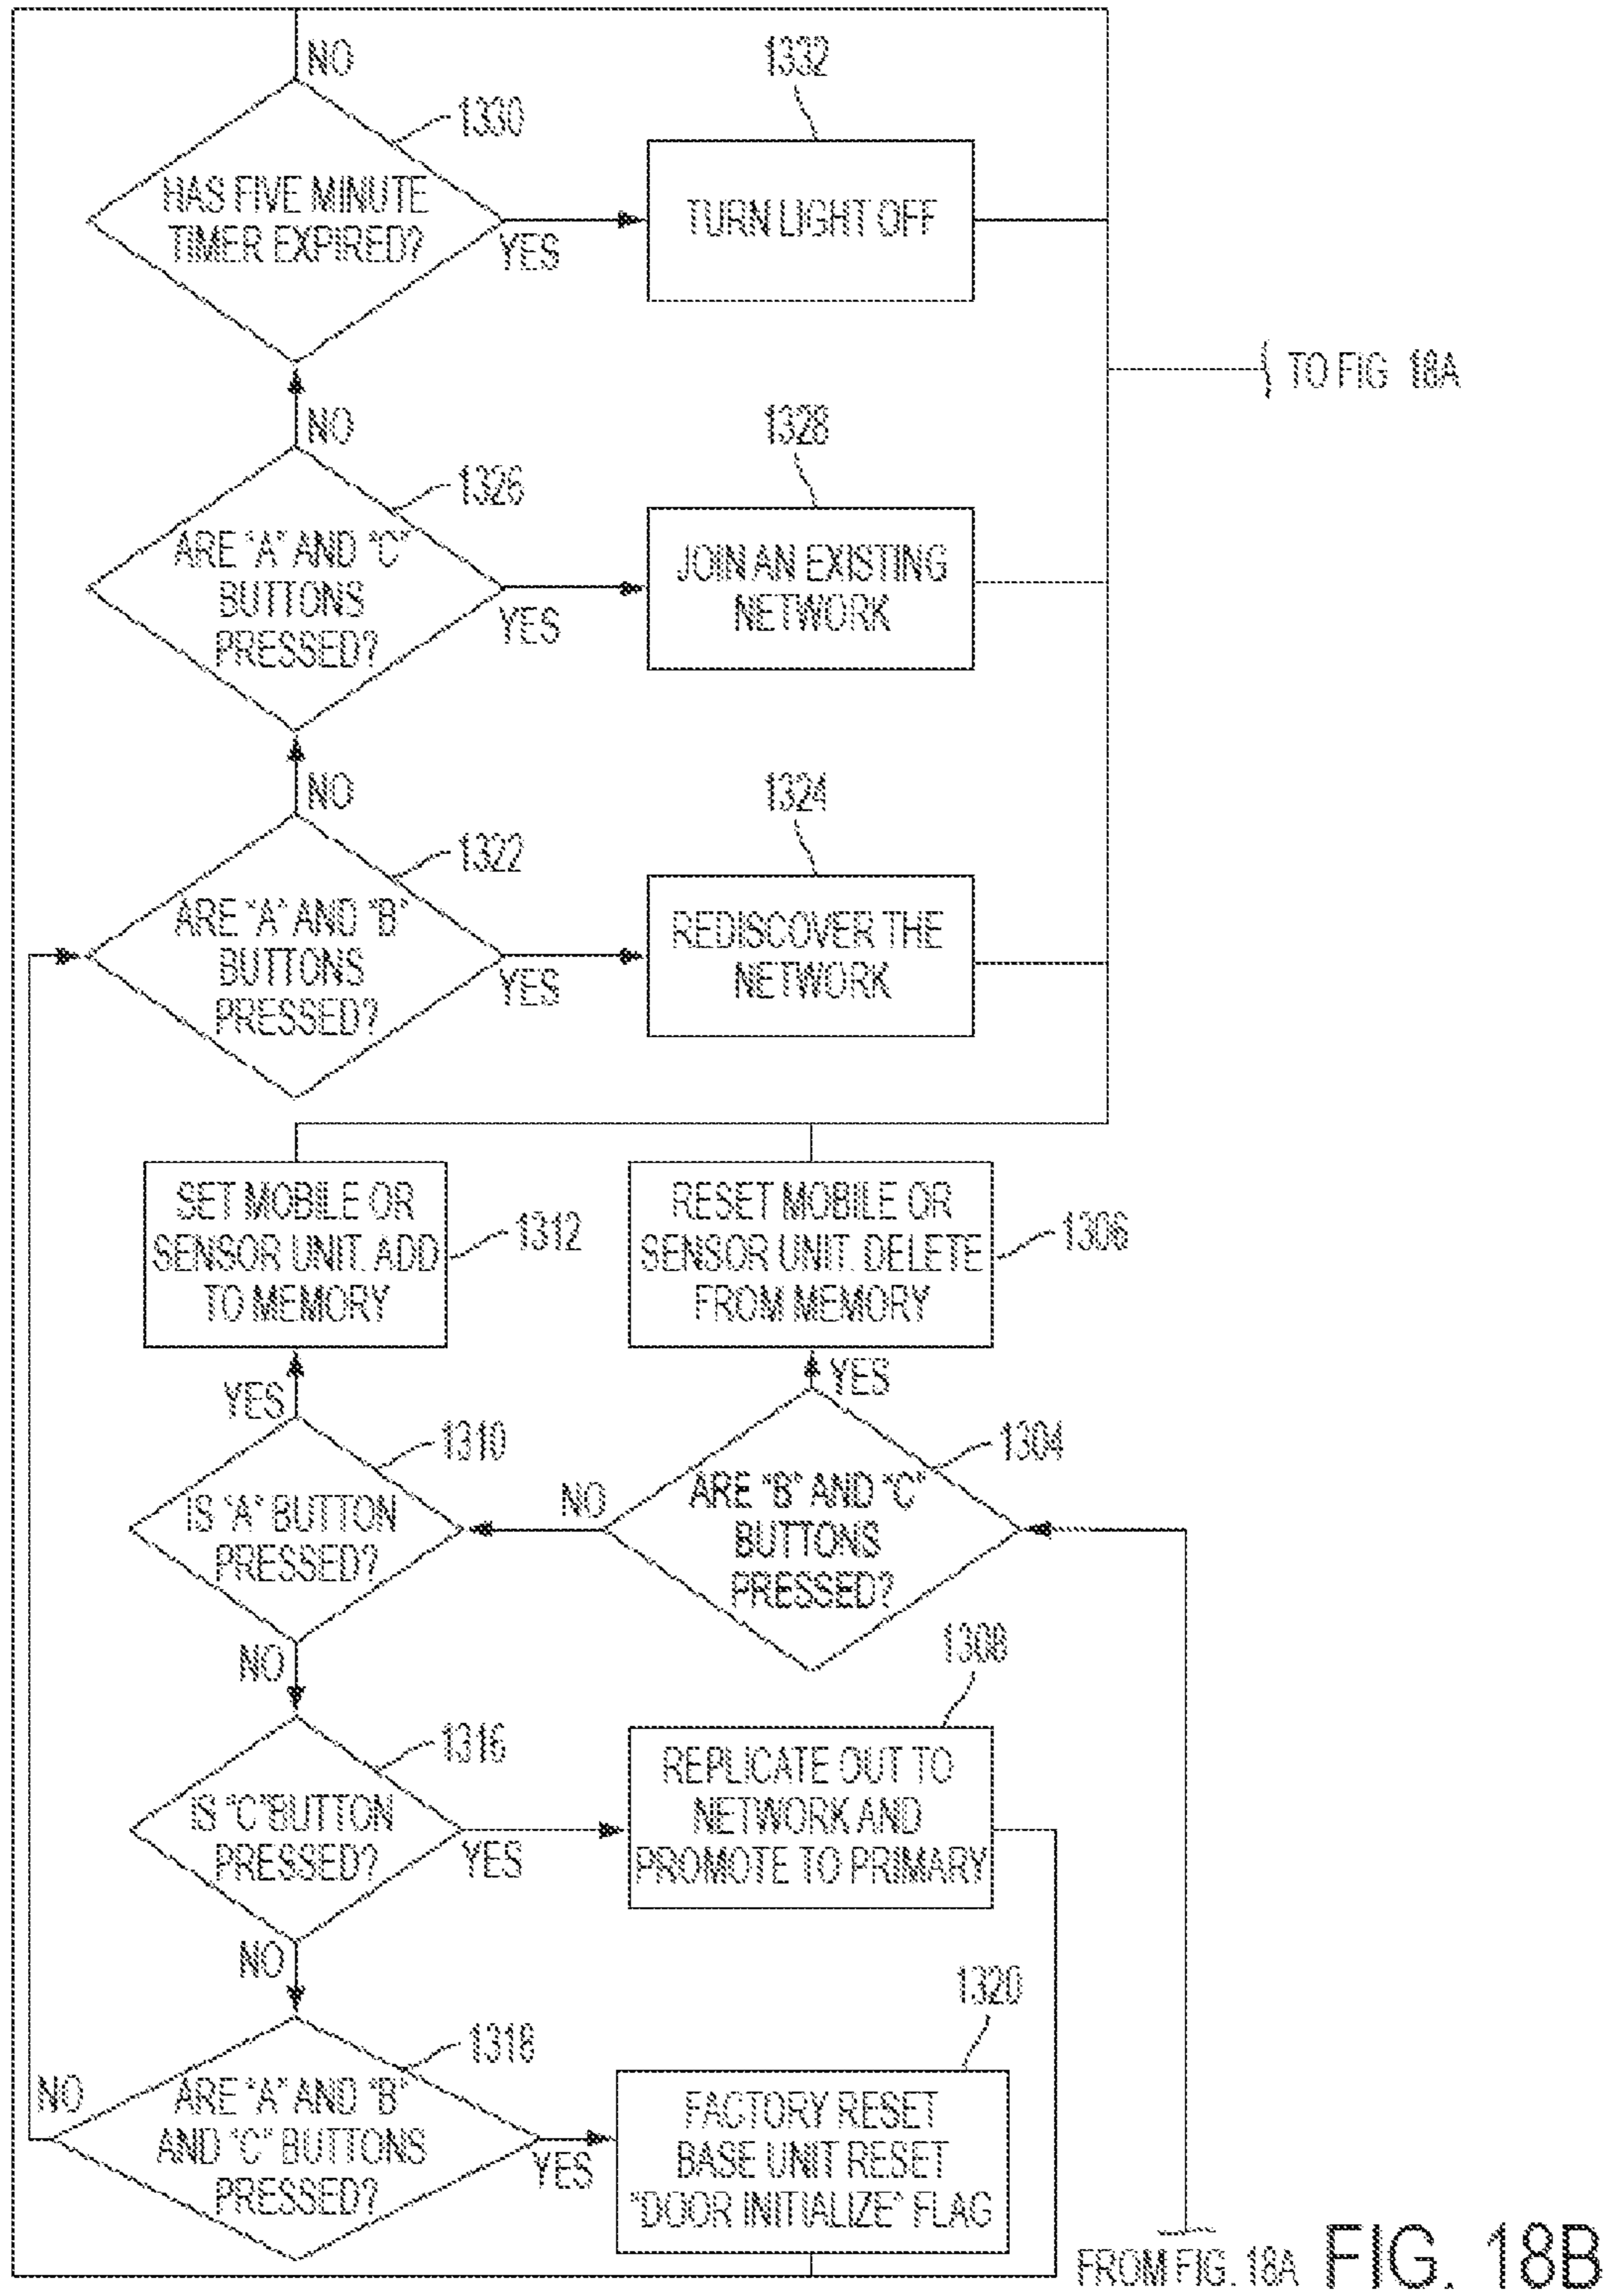 NO
1330
1332
HAS FIVE MINUTE
TIMER EXPIRED?
YES
TURN LIGHT OFF
TO FIG 18A
NO
1326
1328
ARE "A" AND "C"
BUTTONS
PRESSED?
YES
JOIN AN EXISTING
NETWORK
NO
1322
1324
ARE "A" AND "B"
BUTTONS
PRESSED?
YES
REDISCOVER THE
NETWORK
SET MOBILE OR
SENSOR UNIT. ADD
TO MEMORY
1312
RESET MOBILE OR
SENSOR UNIT. DELETE
FROM MEMORY
1306
YES
YES
1310
1304
IS "A" BUTTON
PRESSED?
NO
ARE "B" AND "C"
BUTTONS
PRESSED?
NO
1308
1316
IS "C" BUTTON
PRESSED?
YES
REPLICATE OUT TO
NETWORK AND
PROMOTE TO PRIMARY
NO
1318
1320
NO
ARE "A" AND "B"
AND "C" BUTTONS
PRESSED?
YES
FACTORY RESET
BASE UNIT RESET
"DOOR INITIALIZE" FLAG
FROM FIG. 18A
FIG. 18B